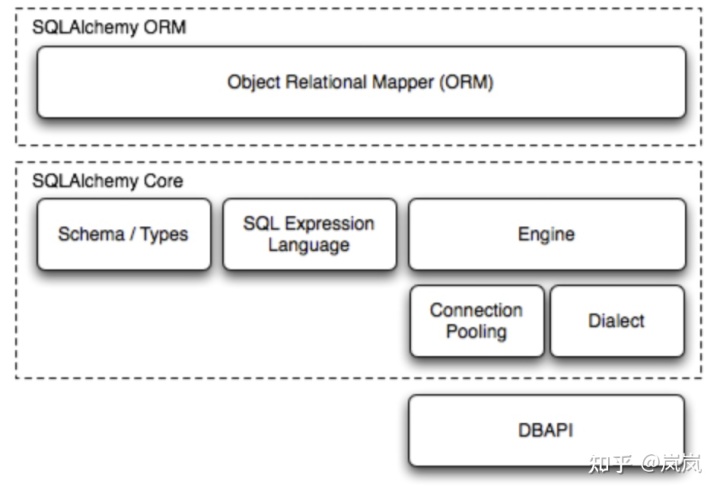 SQLAlchemy ORM
Object Relational Mapper (ORM)
SQLAlchemy Core
Schema / Types
SQL Expression
Language
Engine
Connection
Pooling
Dialect
DBAPI
知乎 @岚岚